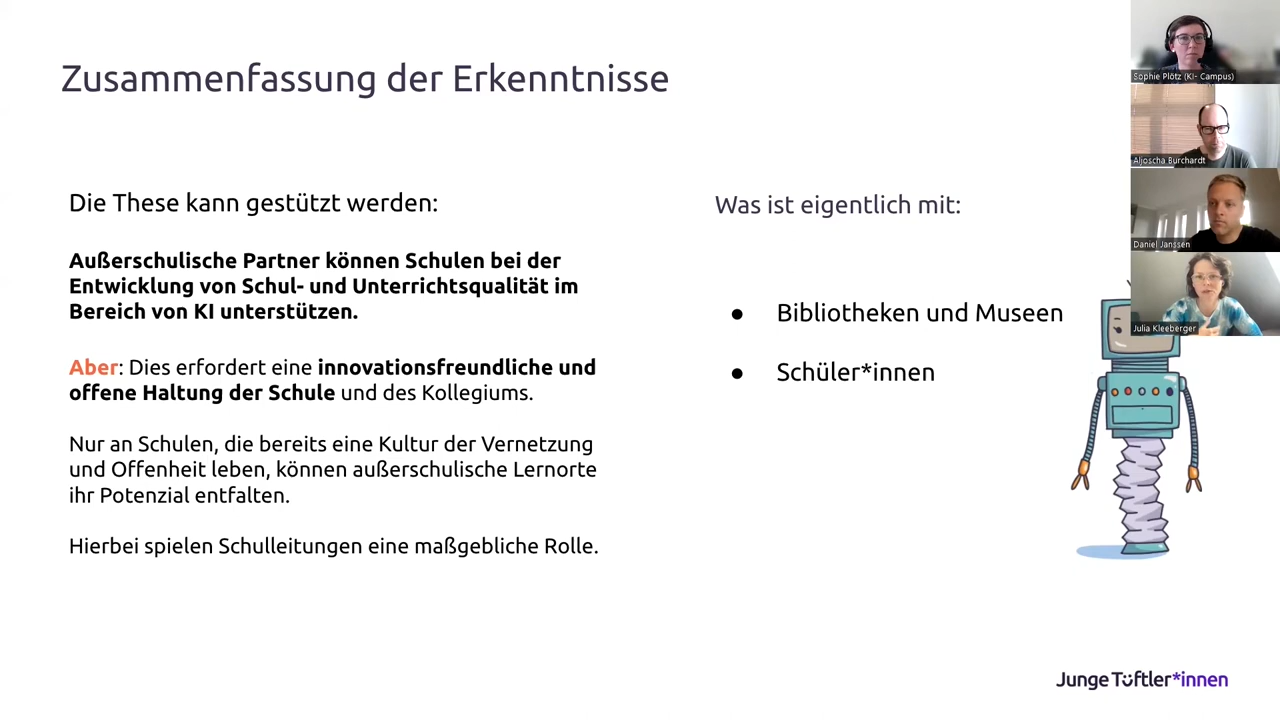 Zusammenfassung der Erkenntnisse
Die These kann gestützt werden:
Außerschulische Partner können Schulen bei der
Entwicklung von Schul- und Unterrichtsqualität im
Bereich von KI unterstützen.
Aber: Dies erfordert eine innovationsfreundliche und
offene Haltung der Schule und des Kollegiums.
Nur an Schulen, die bereits eine Kultur der Vernetzung
und Offenheit leben, können außerschulische Lernorte
ihr Potenzial entfalten.
Hierbei spielen Schulleitungen eine maßgebliche Rolle.
Was ist eigentlich mit:
● Bibliotheken und Museen
● Schüler*innen
Sophie Plötz (KI- Campus)
Aljoscha Burchardt
Daniel Janssen
Julia Kleeberger
Junge Tüftler*innen